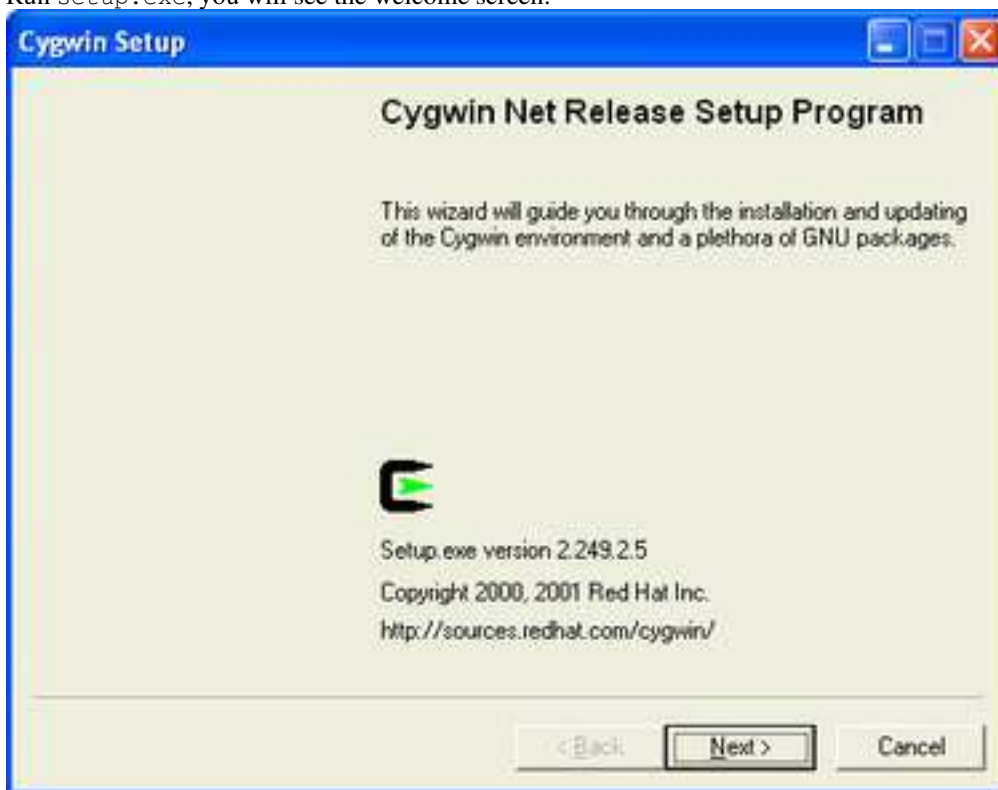 Run setup.exe, you will see the welcome screen:
Cygwin Setup
Cygwin Net Release Setup Program
This wizard will guide you through the installation and updating
of the Cygwin environment and a plethora of GNU packages.
Setup.exe version 2.249.2.5
Copyright 2000, 2001 Red Hat Inc.
http://sources.redhat.com/cygwin/
< Back
Next >
Cancel